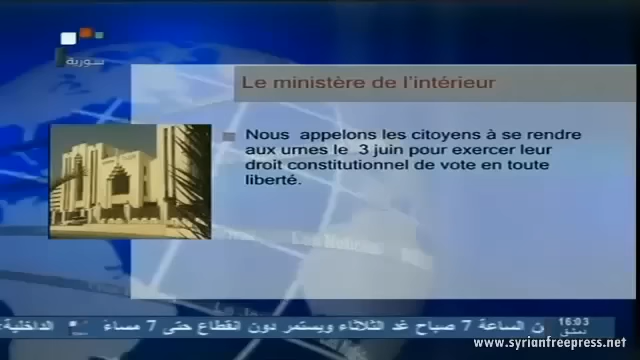 سورية
Le ministère de l'intérieur
Nous appelons les citoyens à se rendre
aux urnes le 3 juin pour exercer leur
droit constitutionnel de vote en toute
liberté.
الداخلية: ن الساعة 7 صباح غد الثلاثاء ويستمر دون انقطاع حتى 7 مساءً
16:03
دمشق
www.syrianfreepress.net